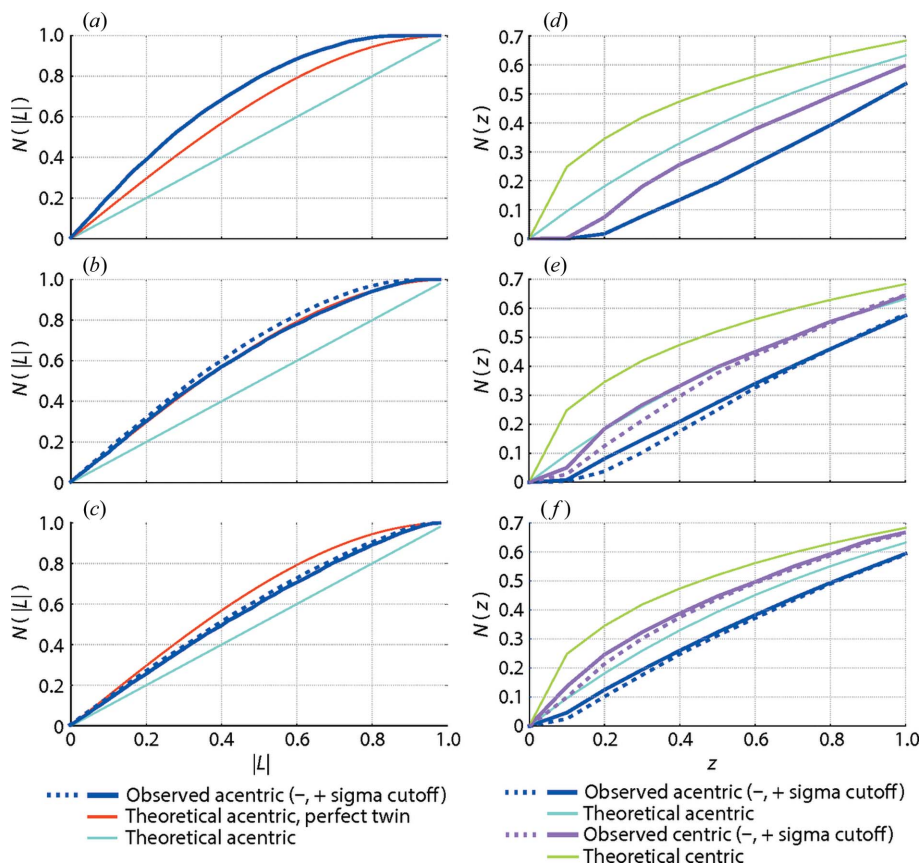 (a)
N(|L|)
1.0
0.8
0.6
0.4
0.2
0
(d)
N(z)
0.7
0.6
0.5
0.4
0.3
0.2
0.1
0
(b)
N(|L|)
1.0
0.8
0.6
0.4
0.2
0
(e)
N(z)
0.7
0.6
0.5
0.4
0.3
0.2
0.1
0
(c)
N(|L|)
1.0
0.8
0.6
0.4
0.2
0
0 0.2 0.4 0.6 0.8 1.0
|L|
(f)
N(z)
0.7
0.6
0.5
0.4
0.3
0.2
0.1
0
0 0.2 0.4 0.6 0.8 1.0
z
Observed acentric (–, + sigma cutoff)
Theoretical acentric, perfect twin
Theoretical acentric
Observed acentric (–, + sigma cutoff)
Theoretical acentric
Observed centric (–, + sigma cutoff)
Theoretical centric